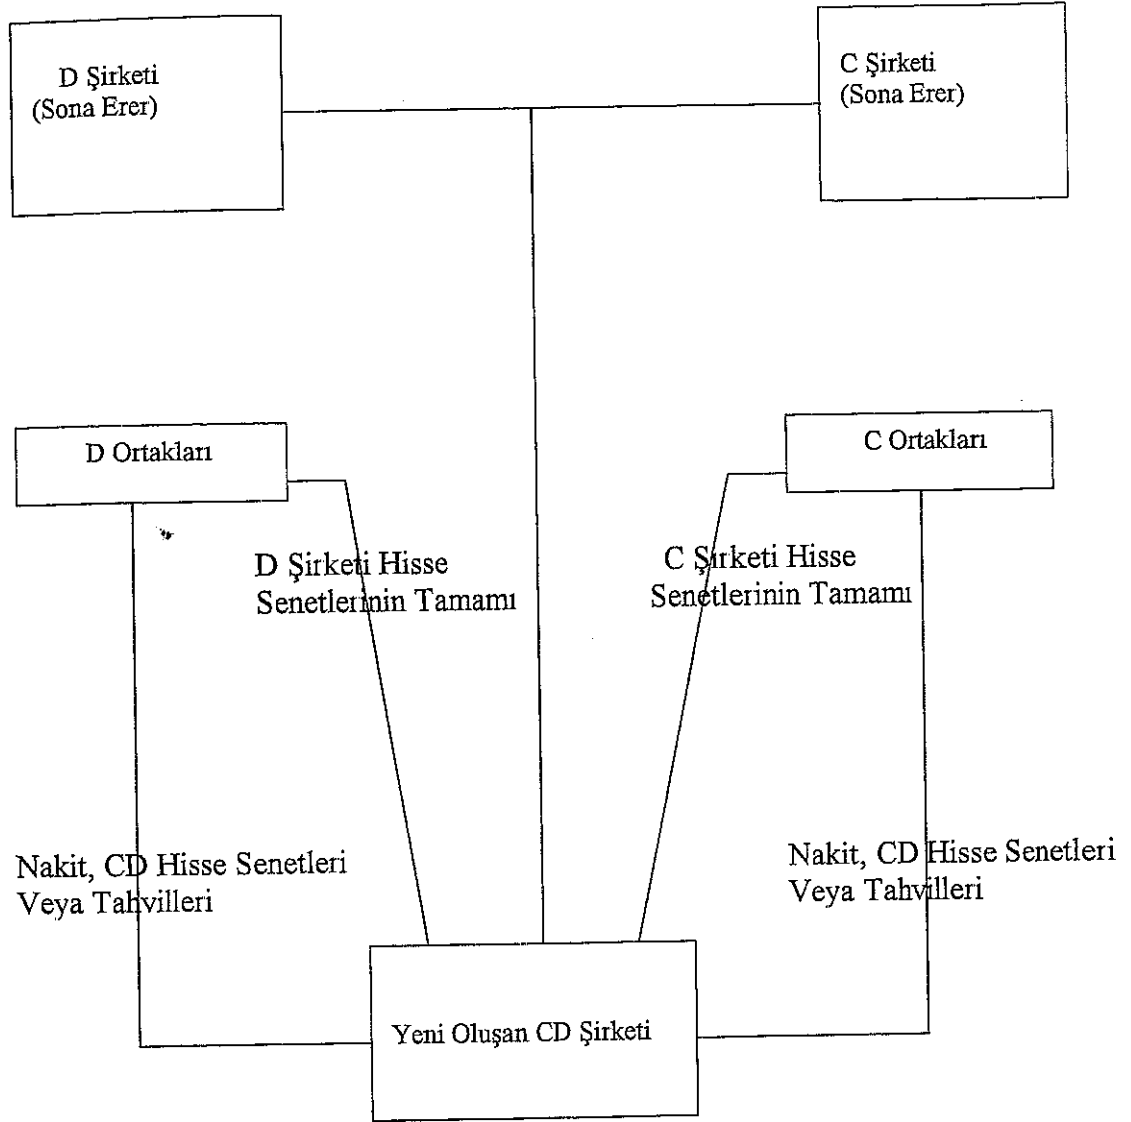 D Şirketi
(Sona Erer)
C Şirketi
(Sona Erer)
D Ortakları
C Ortakları
D Şirketi Hisse
Senetlerinin Tamamı
C Şirketi Hisse
Senetlerinin Tamamı
Nakit, CD Hisse Senetleri
Veya Tahvilleri
Nakit, CD Hisse Senetleri
Veya Tahvilleri
Yeni Oluşan CD Şirketi